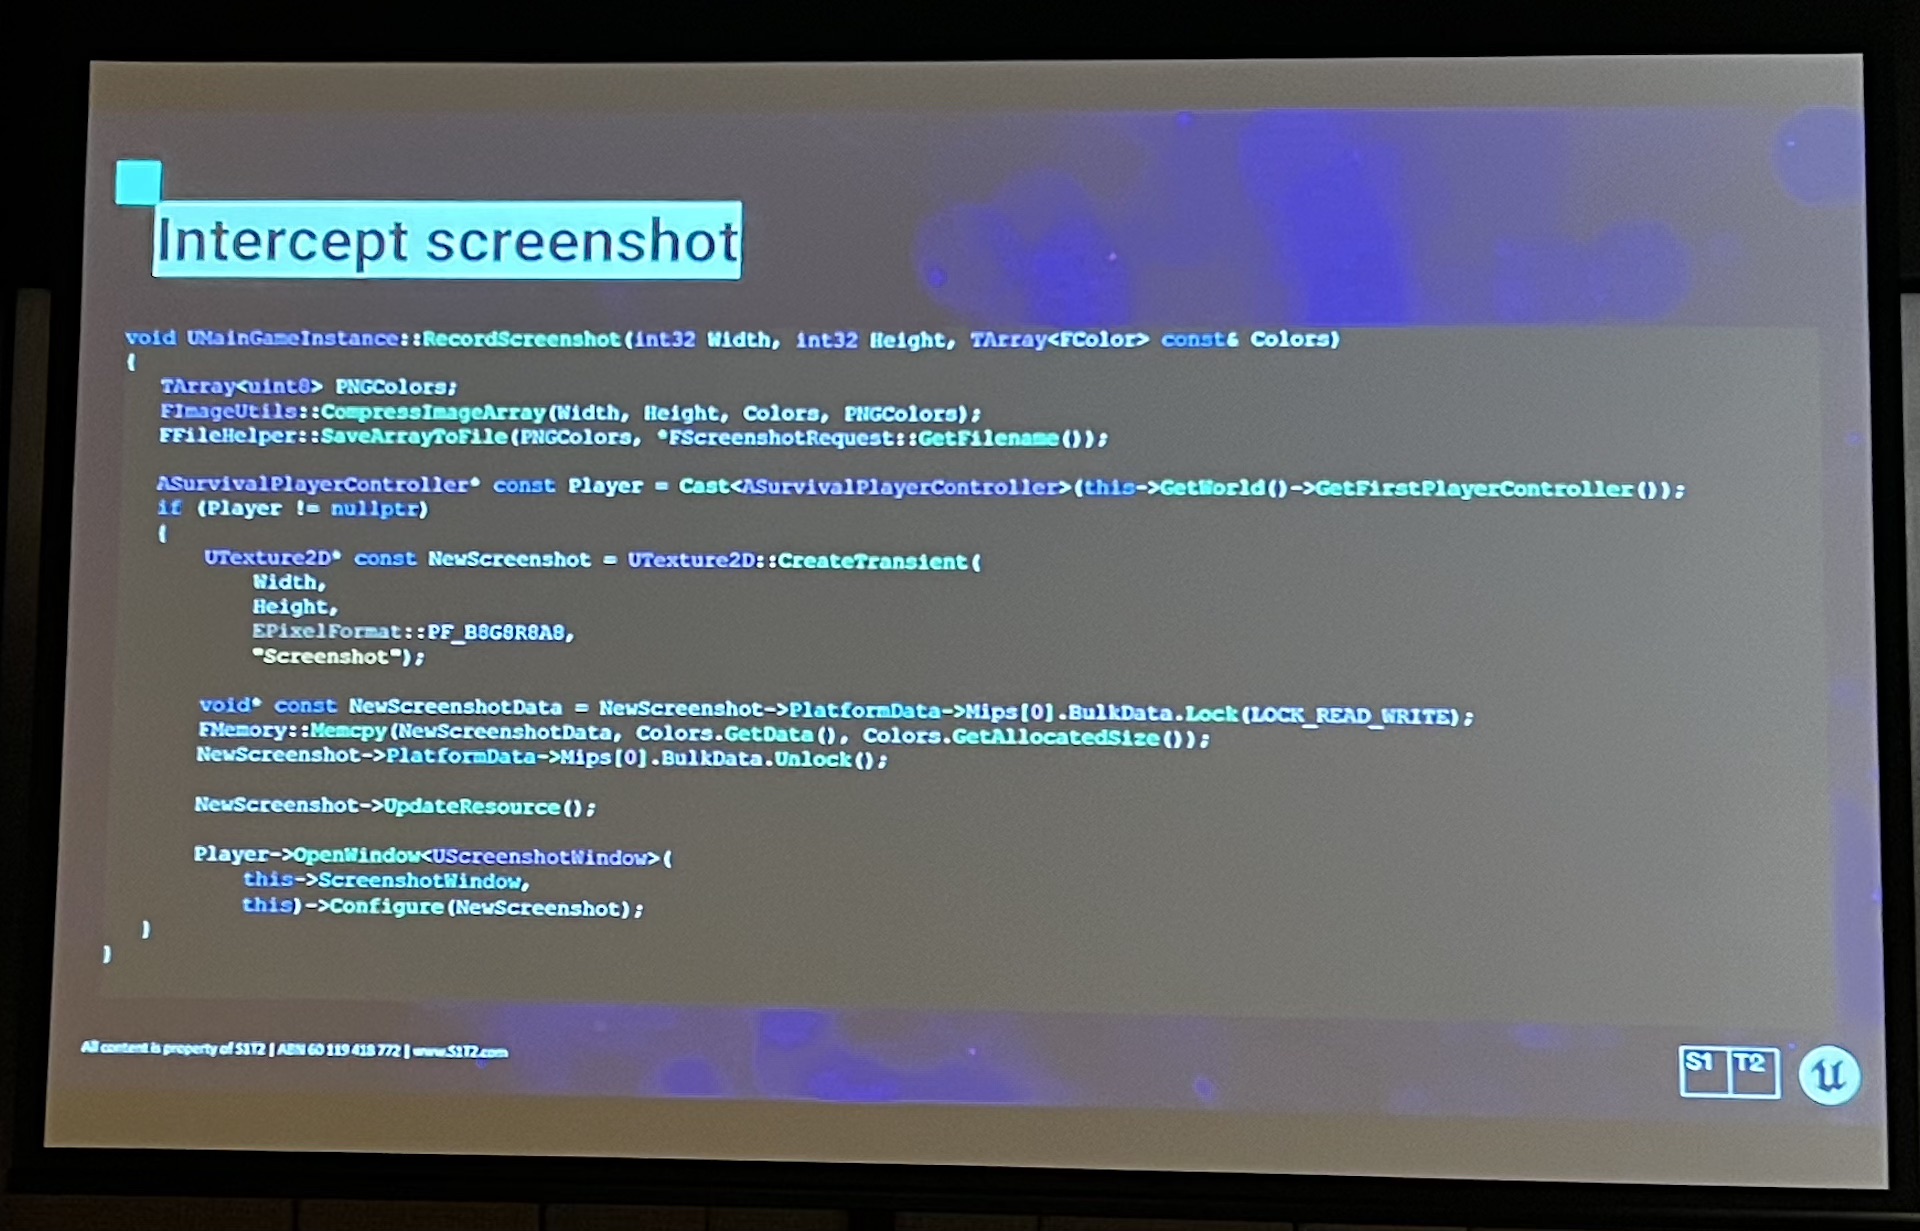 Intercept screenshot
void UMainGameInstance::RecordScreenshot(int32 Width, int32 Height, TArray<FColor> const& Colors)
{
TArray<uint8> PNGColors;
FImageUtils::CompressImageArray(Width, Height, Colors, PNGColors);
FFileHelper::SaveArrayToFile(PNGColors, *FScreenshotRequest::GetFilename());
ASurvivalPlayerController* const Player = Cast<ASurvivalPlayerController>(this->GetWorld()->GetFirstPlayerController());
if (Player != nullptr)
{
UTexture2D* const NewScreenshot = UTexture2D::CreateTransient(
Width,
Height,
EPixelFormat::PF_B8G8R8A8,
"Screenshot");
void* const NewScreenshotData = NewScreenshot->PlatformData->Mips[0].BulkData.Lock(LOCK_READ_WRITE);
FMemory::Memcpy(NewScreenshotData, Colors.GetData(), Colors.GetAllocatedSize());
NewScreenshot->PlatformData->Mips[0].BulkData.Unlock();
NewScreenshot->UpdateResource();
Player->OpenWindow<UScreenshotWindow>(
this->ScreenshotWindow,
this)->Configure(NewScreenshot);
}
}
All content is property of S1T2 | ABN 60 119 418 772 | www.S1T2.com
S1 T2